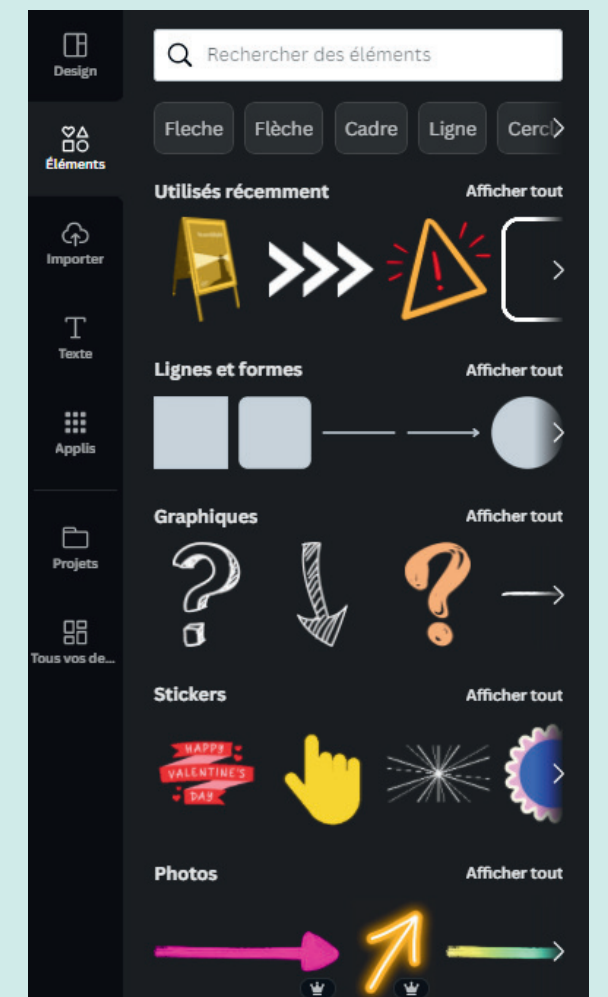 Design
Éléments
Importer
Texte
Applis
Projets
Tous vos de...
Rechercher des éléments
Fleche Flèche Cadre Ligne Cercl
Utilisés récemment Afficher tout
Lignes et formes Afficher tout
Graphiques Afficher tout
Stickers Afficher tout
HAPPY
VALENTINE'S
DAY
Photos Afficher tout